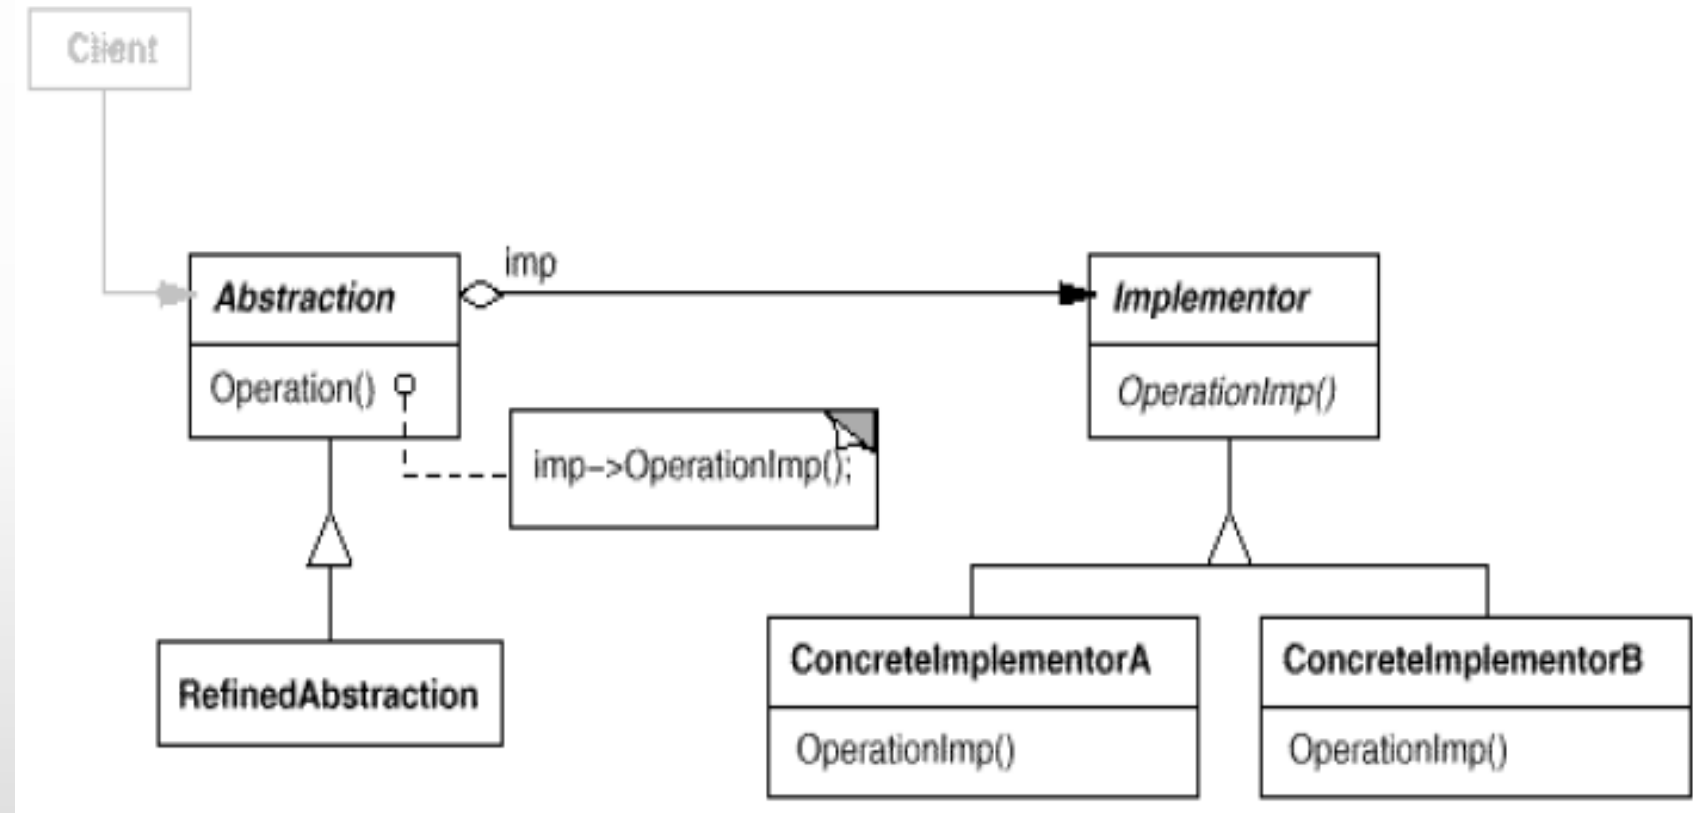 Client
imp
Abstraction
Implementor
Operation()
OperationImp()
imp->OperationImp();
RefinedAbstraction
ConcreteImplementorA
ConcreteImplementorB
OperationImp()
OperationImp()